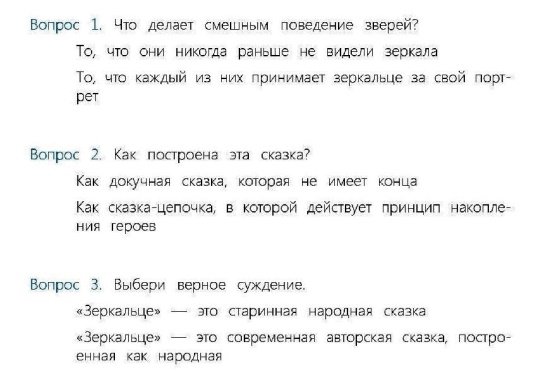 Вопрос 1. Что делает смешным поведение зверей?
То, что они никогда раньше не видели зеркала
То, что каждый из них принимает зеркальце за свой порт-
рет
Вопрос 2. Как построена эта сказка?
Как докучная сказка, которая не имеет конца
Как сказка-цепочка, в которой действует принцип накопле-
ния героев
Вопрос 3. Выбери верное суждение.
«Зеркальце» — это старинная народная сказка
«Зеркальце» — это современная авторская сказка, постро-
енная как народная